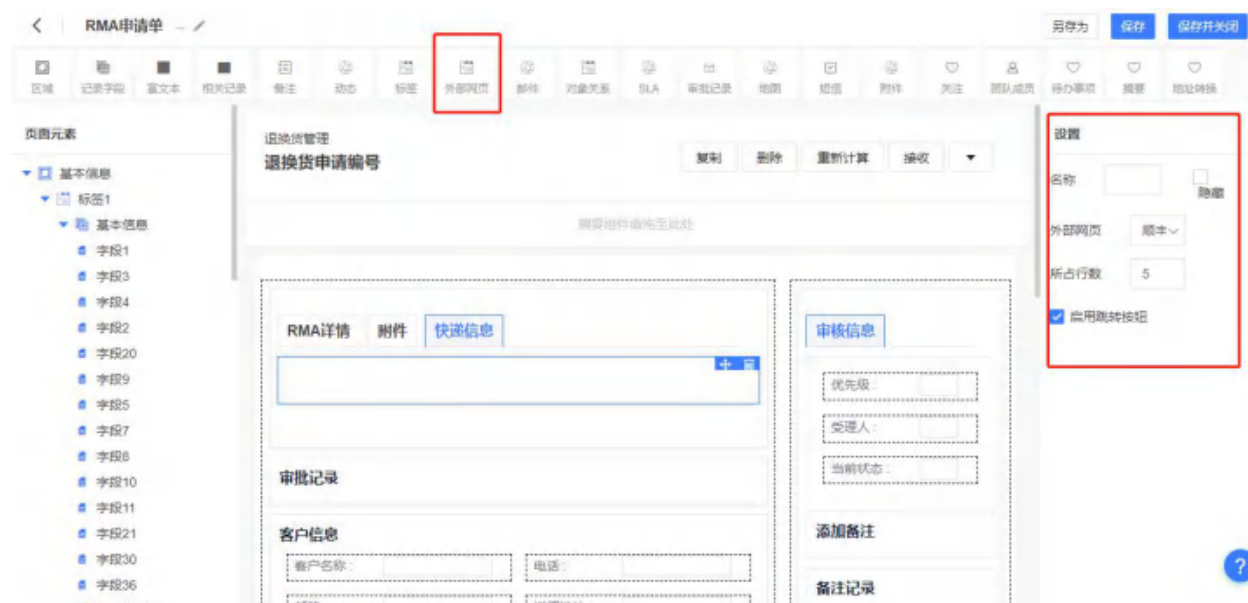 RMA申请单
另存为
保存
保存并关闭
区域
记录字段
富文本
相关记录
备注
动态
标签
外部网页
邮件
对象关系
SLA
审批记录
地图
短信
附件
关注
团队成员
待办事项
摘要
地址转换
页面元素
基本信息
标签1
基本信息
字段1
字段3
字段4
字段2
字段20
字段9
字段5
字段7
字段8
字段10
字段11
字段21
字段30
字段36
退换货管理
退换货申请编号
复制
删除
重新计算
接收
摘要组件请拖至此处
RMA详情
附件
快递信息
审批记录
客户信息
客户名称：
电话：
审核信息
优先级：
受理人：
当前状态：
添加备注
备注记录
设置
名称
隐藏
外部网页
顺丰
所占行数
5
启用跳转按钮
?